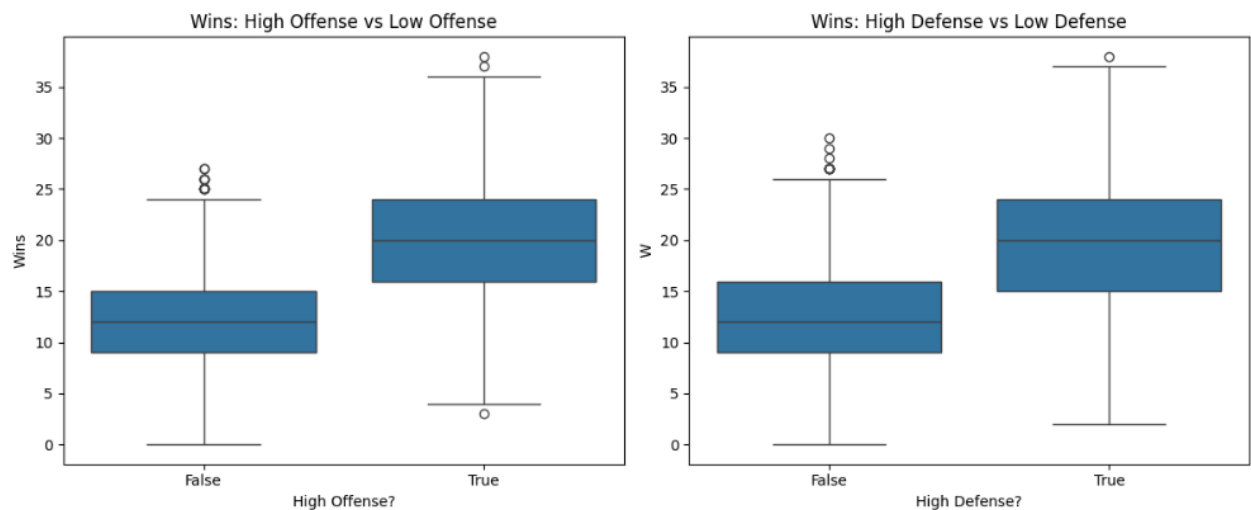 Wins: High Offense vs Low Offense
35
30
25
20
15
10
5
0
Wins
False
True
High Offense?
Wins: High Defense vs Low Defense
35
30
25
20
15
10
5
0
W
False
True
High Defense?